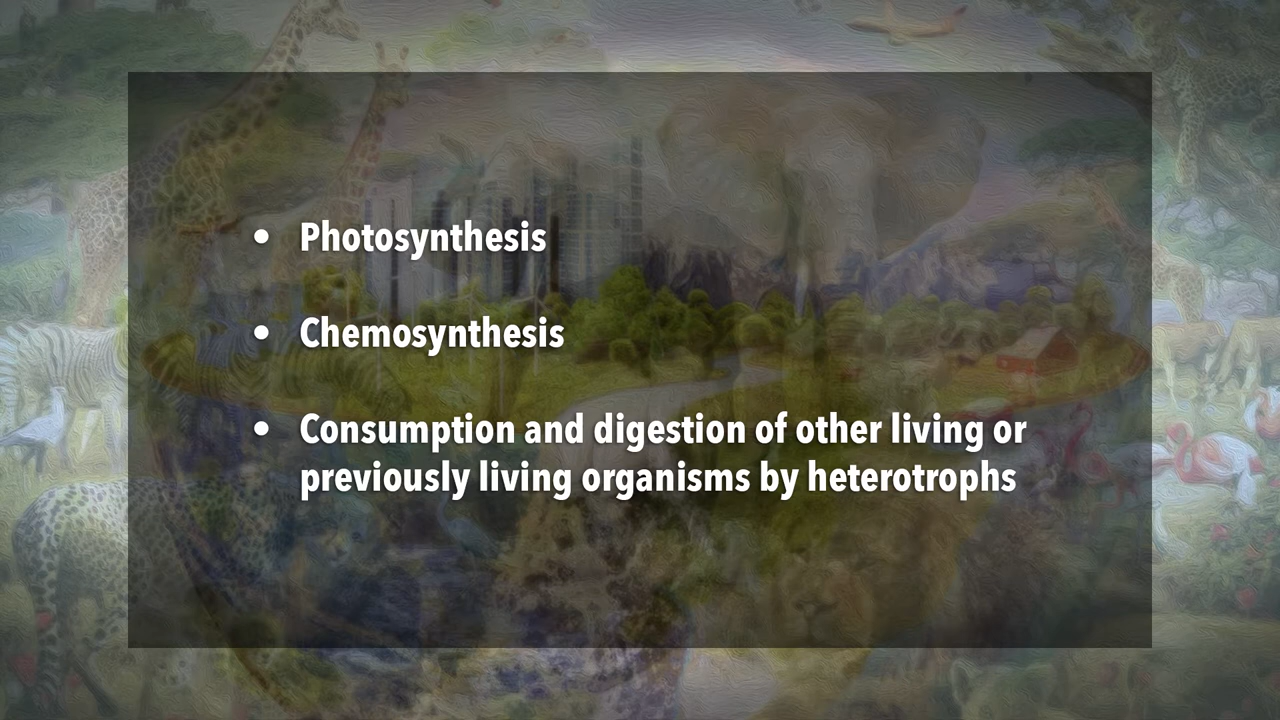 • Photosynthesis
• Chemosynthesis
• Consumption and digestion of other living or
previously living organisms by heterotrophs